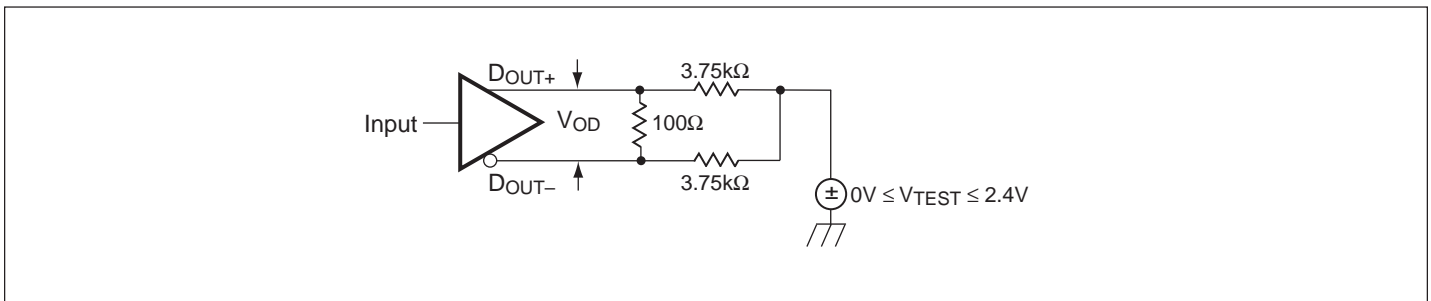 DOUT+
3.75kΩ
Input
VOD
100Ω
DOUT–
3.75kΩ
±
0V ≤ VTEST ≤ 2.4V